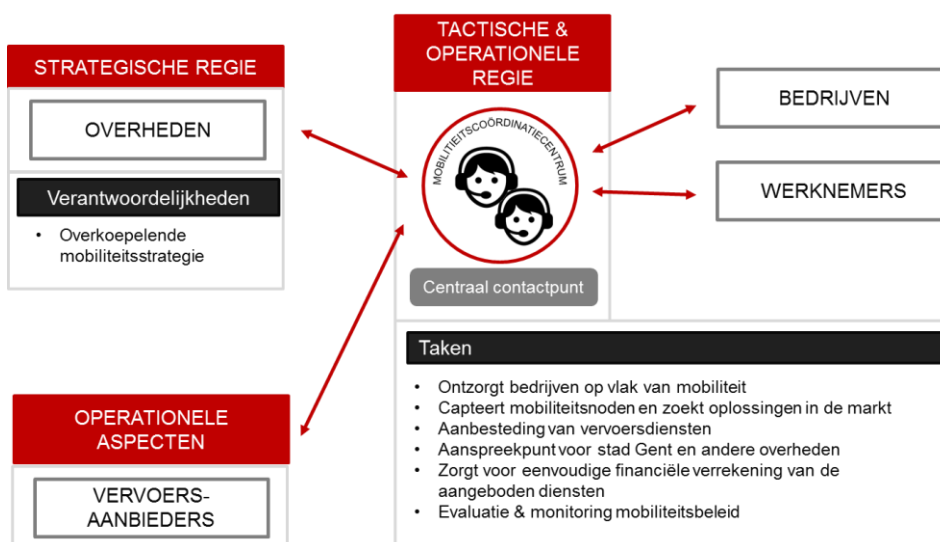 STRATEGISCHE REGIE
OVERHEDEN
Verantwoordelijkheden
• Overkoepelende
mobiliteitsstrategie
TACTISCHE &
OPERATIONELE
REGIE
MOBILITEITSCOÖRDINATIECENTRUM
Centraal contactpunt
BEDRIJVEN
WERKNEMERS
Taken
• Ontzorgt bedrijven op vlak van mobiliteit
• Capteert mobiliteitsnoden en zoekt oplossingen in de markt
• Aanbesteding van vervoersdiensten
• Aanspreekpunt voor stad Gent en andere overheden
• Zorgt voor eenvoudige financiële verrekening van de
aangeboden diensten
• Evaluatie & monitoring mobiliteitsbeleid
OPERATIONELE
ASPECTEN
VERVOERS-
AANBIEDERS